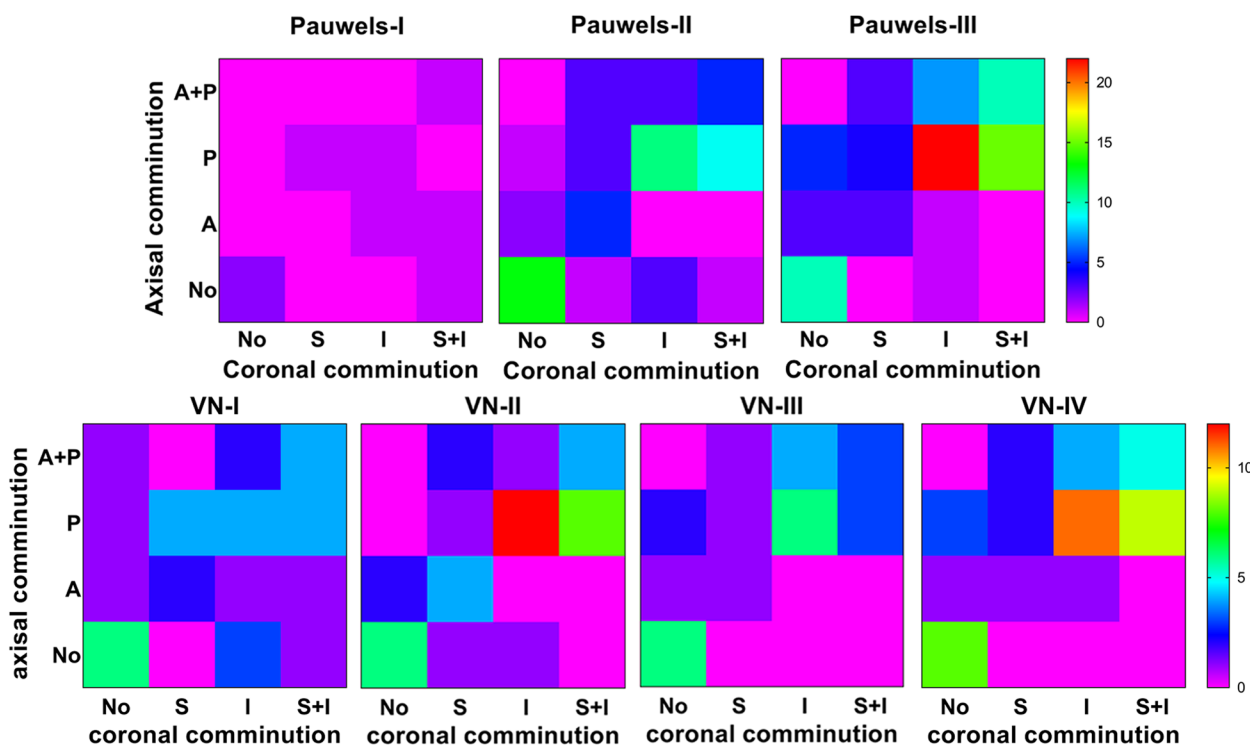 Pauwels-I Pauwels-II Pauwels-III
Axisal comminution
A+P
P
A
No
20
15
10
5
0
No S I S+I No S I S+I No S I S+I
Coronal comminution Coronal comminution Coronal comminution
VN-I VN-II VN-III VN-IV
axisal comminution
A+P
P
A
No
10
5
0
No S I S+I No S I S+I No S I S+I No S I S+I
coronal comminution coronal comminution coronal comminution coronal comminution